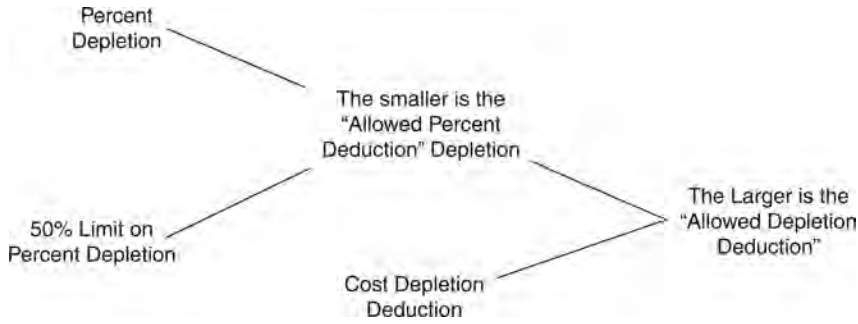 Percent
Depletion
The smaller is the
“Allowed Percent
Deduction” Depletion
50% Limit on
Percent Depletion
The Larger is the
“Allowed Depletion
Deduction”
Cost Depletion
Deduction